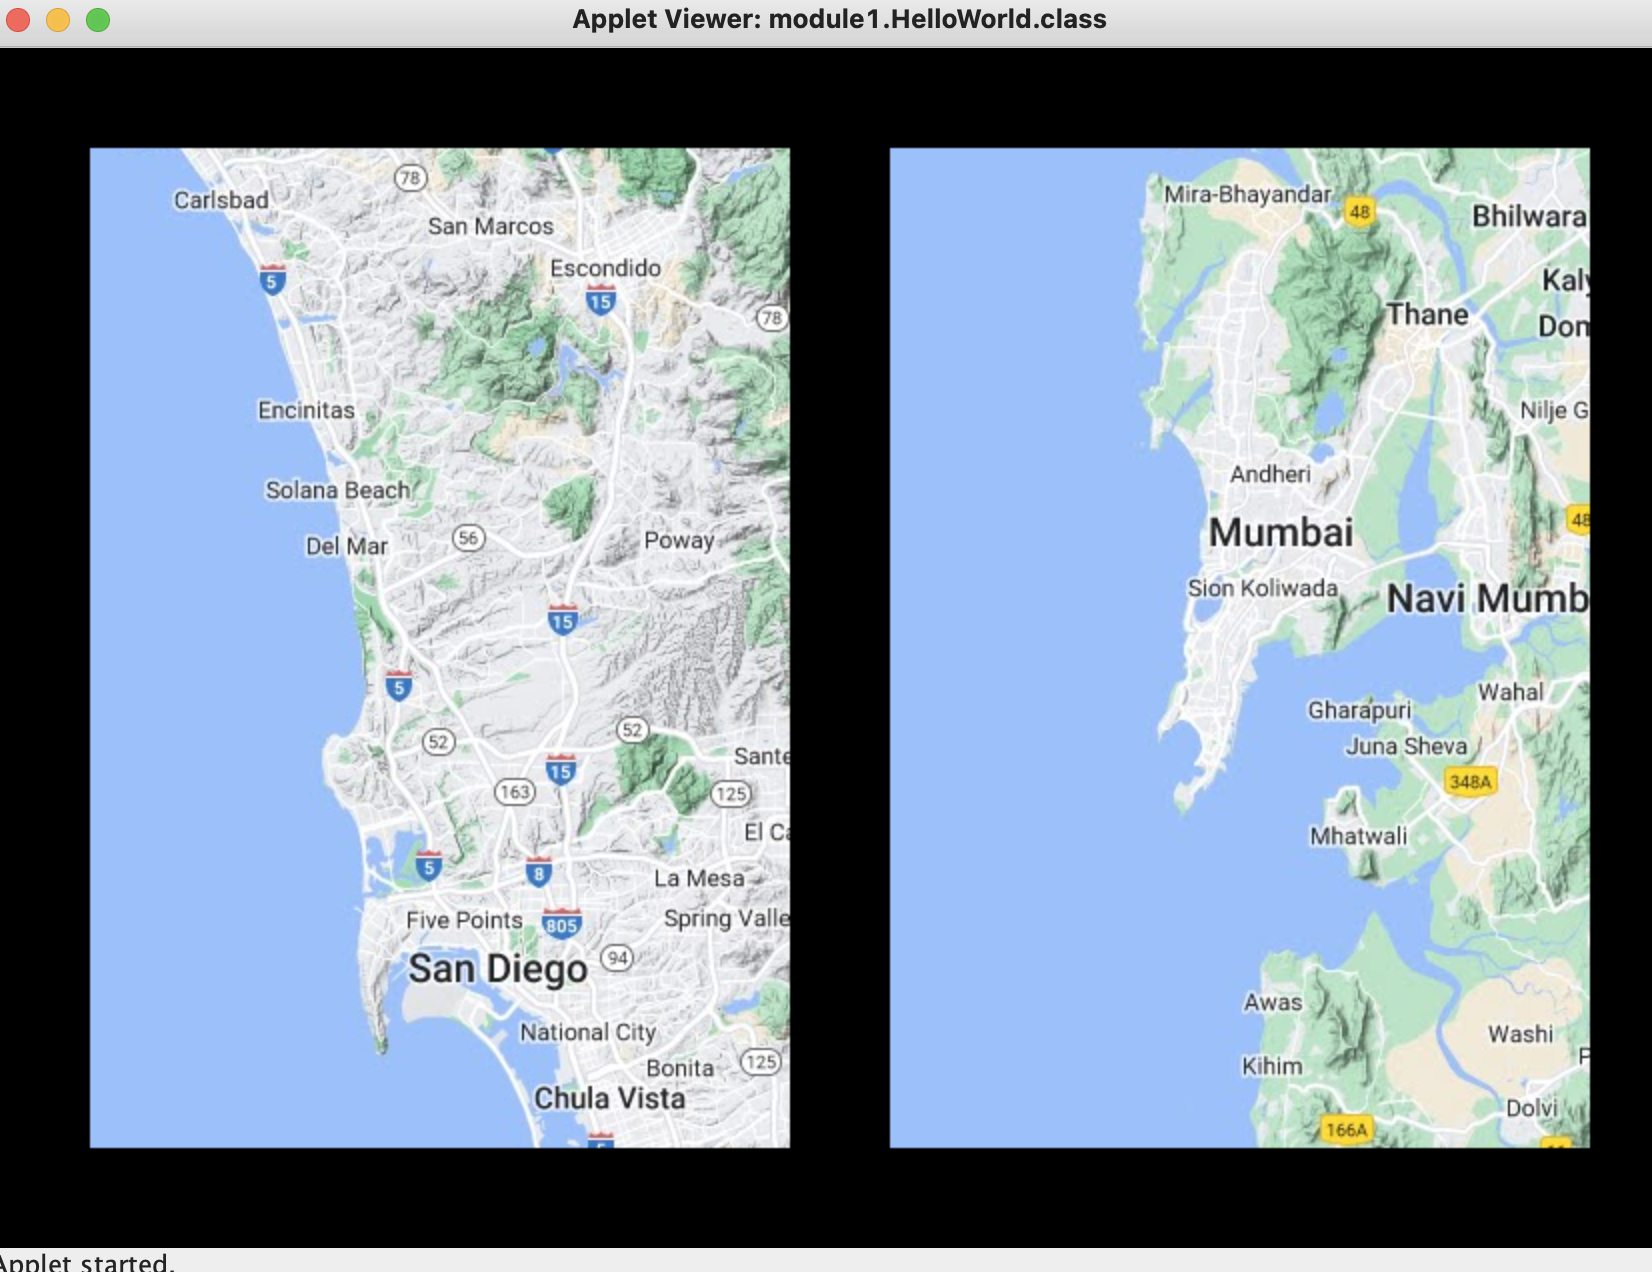 Applet Viewer: module1.HelloWorld.class
78
Carlsbad
San Marcos
Escondido
5
15
78
Encinitas
Solana Beach
56
Poway
Del Mar
15
5
52
52
Sante
15
163
125
El Ca
5
8
La Mesa
Five Points
805
Spring Valle
San Diego
94
National City
Bonita
125
Chula Vista
Mira-Bhayandar
48
Bhilwara
Kaly
Thane
Dom
Nilje G
Andheri
Mumbai
48
Sion Koliwada
Navi Mumb
Wahal
Gharapuri
Juna Sheva
348A
Mhatwali
Awas
Washi
Kihim
P
Dolvi
166A
Applet started.